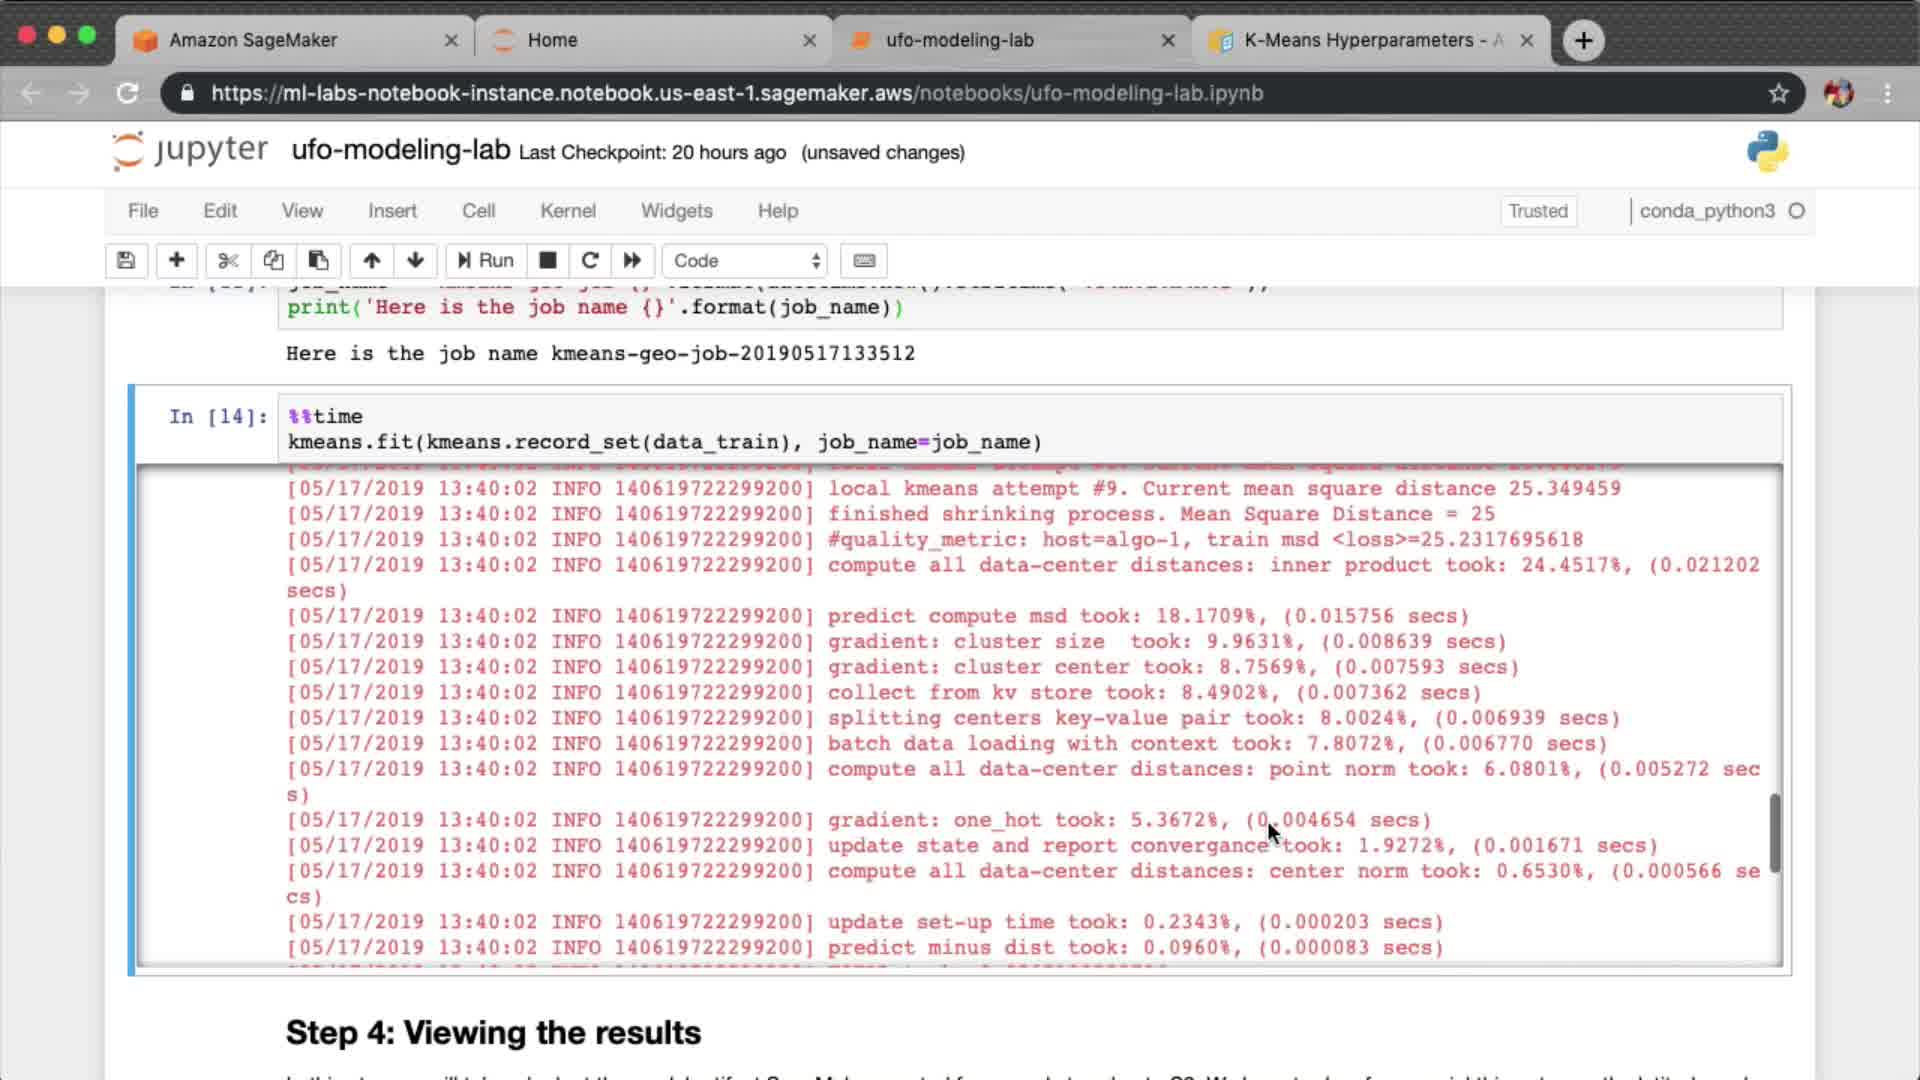 Amazon SageMaker
Home
ufo-modeling-lab
K-Means Hyperparameters - A
https://ml-labs-notebook-instance.notebook.us-east-1.sagemaker.aws/notebooks/ufo-modeling-lab.ipynb
jupyter ufo-modeling-lab Last Checkpoint: 20 hours ago (unsaved changes)
File Edit View Insert Cell Kernel Widgets Help Trusted conda_python3
Run Code
print('Here is the job name {}'.format(job_name))
Here is the job name kmeans-geo-job-20190517133512
In [14]: %%time
kmeans.fit(kmeans.record_set(data_train), job_name=job_name)
[05/17/2019 13:40:02 INFO 140619722299200] local kmeans attempt #9. Current mean square distance 25.349459
[05/17/2019 13:40:02 INFO 140619722299200] finished shrinking process. Mean Square Distance = 25
[05/17/2019 13:40:02 INFO 140619722299200] #quality_metric: host=algo-1, train msd <loss>=25.2317695618
[05/17/2019 13:40:02 INFO 140619722299200] compute all data-center distances: inner product took: 24.4517%, (0.021202
secs)
[05/17/2019 13:40:02 INFO 140619722299200] predict compute msd took: 18.1709%, (0.015756 secs)
[05/17/2019 13:40:02 INFO 140619722299200] gradient: cluster size  took: 9.9631%, (0.008639 secs)
[05/17/2019 13:40:02 INFO 140619722299200] gradient: cluster center took: 8.7569%, (0.007593 secs)
[05/17/2019 13:40:02 INFO 140619722299200] collect from kv store took: 8.4902%, (0.007362 secs)
[05/17/2019 13:40:02 INFO 140619722299200] splitting centers key-value pair took: 8.0024%, (0.006939 secs)
[05/17/2019 13:40:02 INFO 140619722299200] batch data loading with context took: 7.8072%, (0.006770 secs)
[05/17/2019 13:40:02 INFO 140619722299200] compute all data-center distances: point norm took: 6.0801%, (0.005272 sec
s)
[05/17/2019 13:40:02 INFO 140619722299200] gradient: one_hot took: 5.3672%, (0.004654 secs)
[05/17/2019 13:40:02 INFO 140619722299200] update state and report convergance took: 1.9272%, (0.001671 secs)
[05/17/2019 13:40:02 INFO 140619722299200] compute all data-center distances: center norm took: 0.6530%, (0.000566 se
cs)
[05/17/2019 13:40:02 INFO 140619722299200] update set-up time took: 0.2343%, (0.000203 secs)
[05/17/2019 13:40:02 INFO 140619722299200] predict minus dist took: 0.0960%, (0.000083 secs)
Step 4: Viewing the results